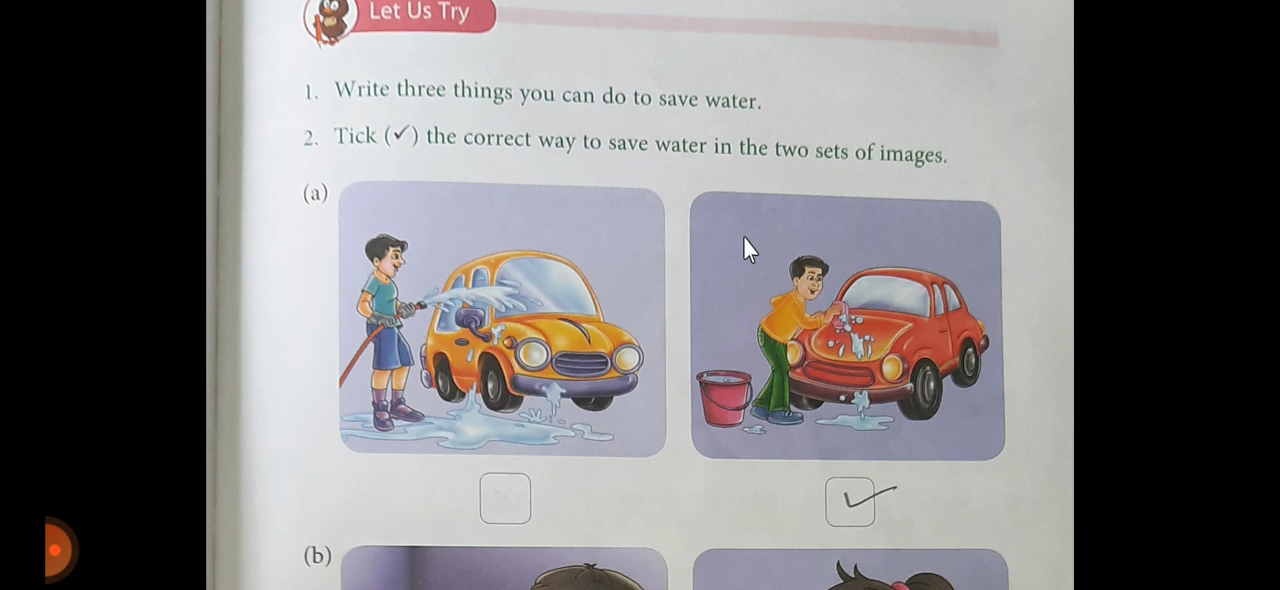 Let Us Try
1. Write three things you can do to save water.
2. Tick (✓) the correct way to save water in the two sets of images.
(a)
(b)